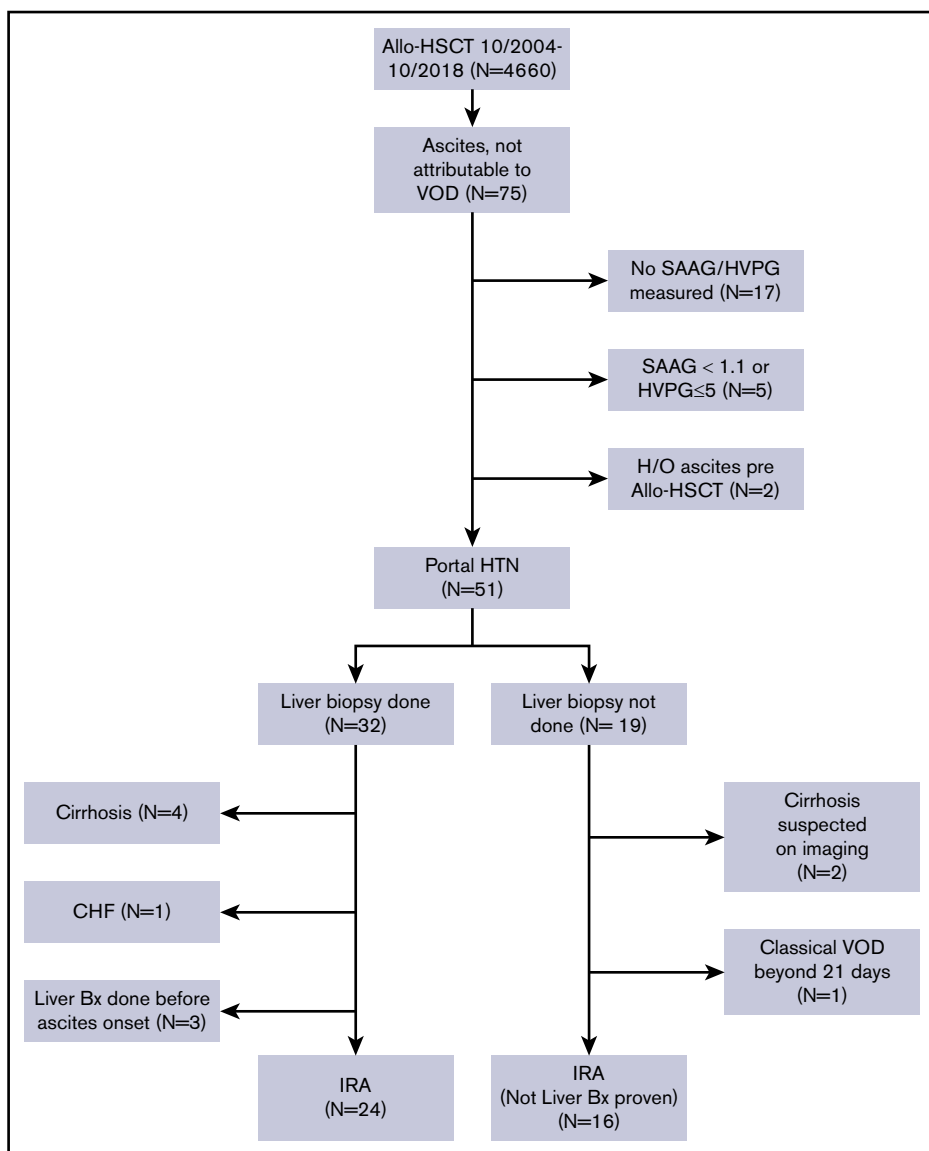 Allo-HSCT 10/2004-
10/2018 (N=4660)
Ascites, not
attributable to
VOD (N=75)
No SAAG/HVPG
measured (N=17)
SAAG < 1.1 or
HVPG≤5 (N=5)
H/O ascites pre
Allo-HSCT (N=2)
Portal HTN
(N=51)
Liver biopsy done
(N=32)
Liver biopsy not
done (N= 19)
Cirrhosis (N=4)
CHF (N=1)
Liver Bx done before
ascites onset (N=3)
Cirrhosis
suspected
on imaging
(N=2)
Classical VOD
beyond 21 days
(N=1)
IRA
(N=24)
IRA
(Not Liver Bx proven)
(N=16)